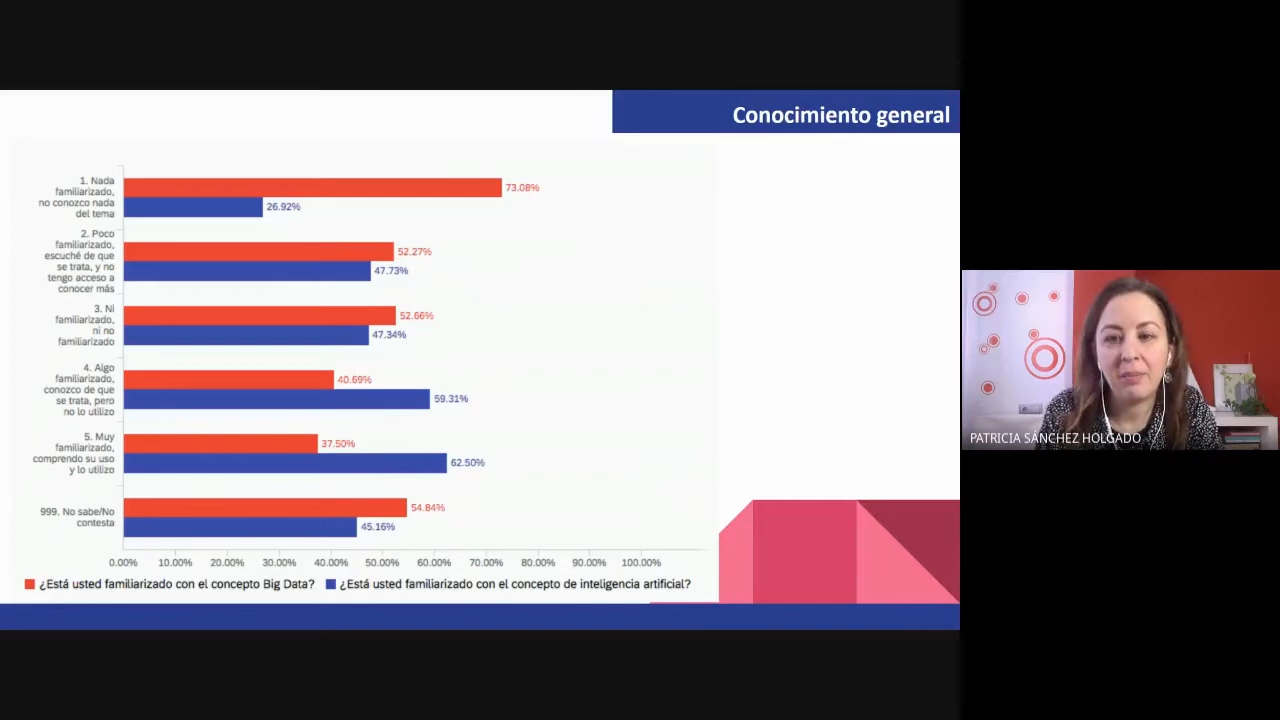 Conocimiento general
1. Nada
familiarizado,
no conozco nada
del tema
73.08%
26.92%
2. Poco
familiarizado,
escuché de que
se trata, y no
tengo acceso a
conocer más
52.27%
47.73%
3. Ni
familiarizado,
ni no
familiarizado
52.66%
47.34%
4. Algo
familiarizado,
conozco de que
se trata, pero
no lo utilizo
40.69%
59.31%
5. Muy
familiarizado,
comprendo su uso
y lo utilizo
37.50%
62.50%
999. No sabe/No
contesta
54.84%
45.16%
0.00% 10.00% 20.00% 30.00% 40.00% 50.00% 60.00% 70.00% 80.00% 90.00% 100.00%
¿Está usted familiarizado con el concepto Big Data? ¿Está usted familiarizado con el concepto de inteligencia artificial?
PATRICIA SÁNCHEZ HOLGADO